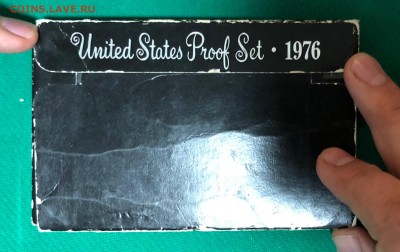 COINS.LAVE.RU
United States Proof Set • 1976